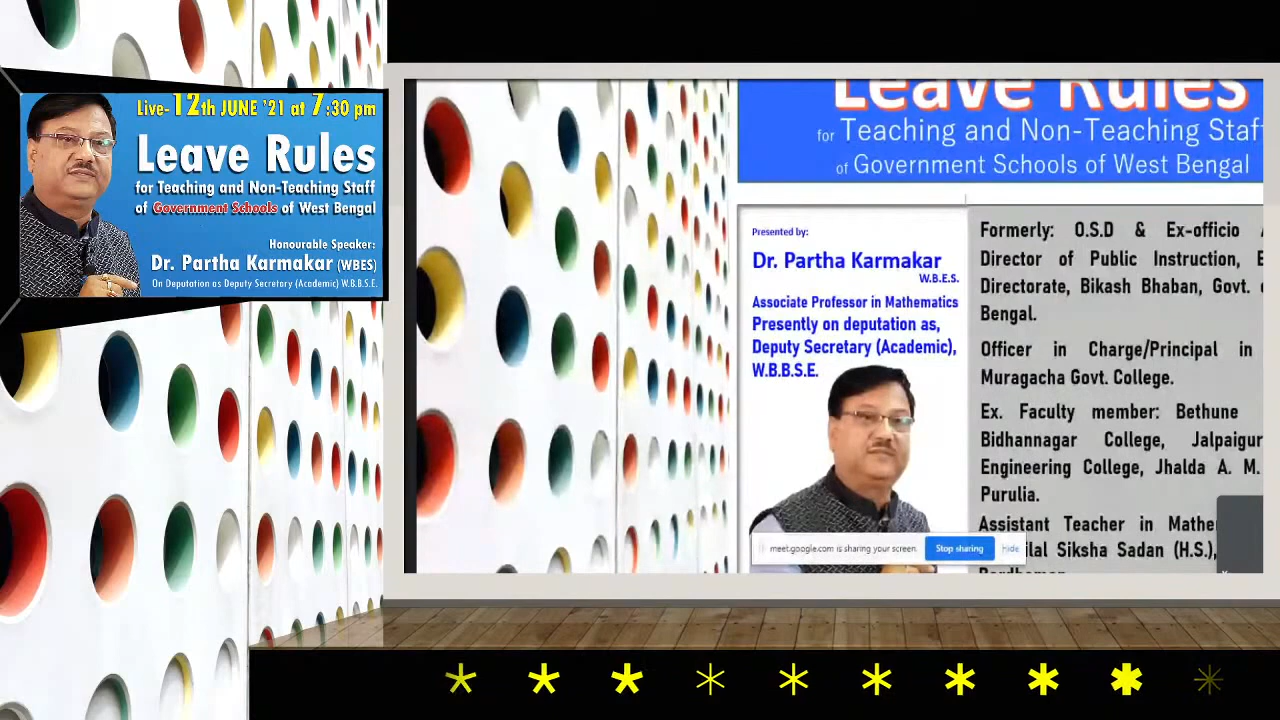 Live- 12th JUNE '21 at 7:30 pm
Leave Rules
for Teaching and Non-Teaching Staff
of Government Schools of West Bengal
Honourable Speaker:
Dr. Partha Karmakar (WBES)
On Deputation as Deputy Secretary (Academic) W.B.B.S.E.
Leave Rules
for Teaching and Non-Teaching Staf
of Government Schools of West Bengal
Presented by:
Dr. Partha Karmakar
W.B.E.S.
Associate Professor in Mathematics
Presently on deputation as,
Deputy Secretary (Academic),
W.B.B.S.E.
Formerly: O.S.D & Ex-officio
Director of Public Instruction,
Directorate, Bikash Bhaban, Govt.
Bengal.
Officer in Charge/Principal in
Muragacha Govt. College.
Ex. Faculty member: Bethune
Bidhannagar College, Jalpaigur
Engineering College, Jhalda A. M.
Purulia.
Assistant Teacher in Mathe
ilal Siksha Sadan (H.S.),
meet.google.com is sharing your screen.
Stop sharing
hide